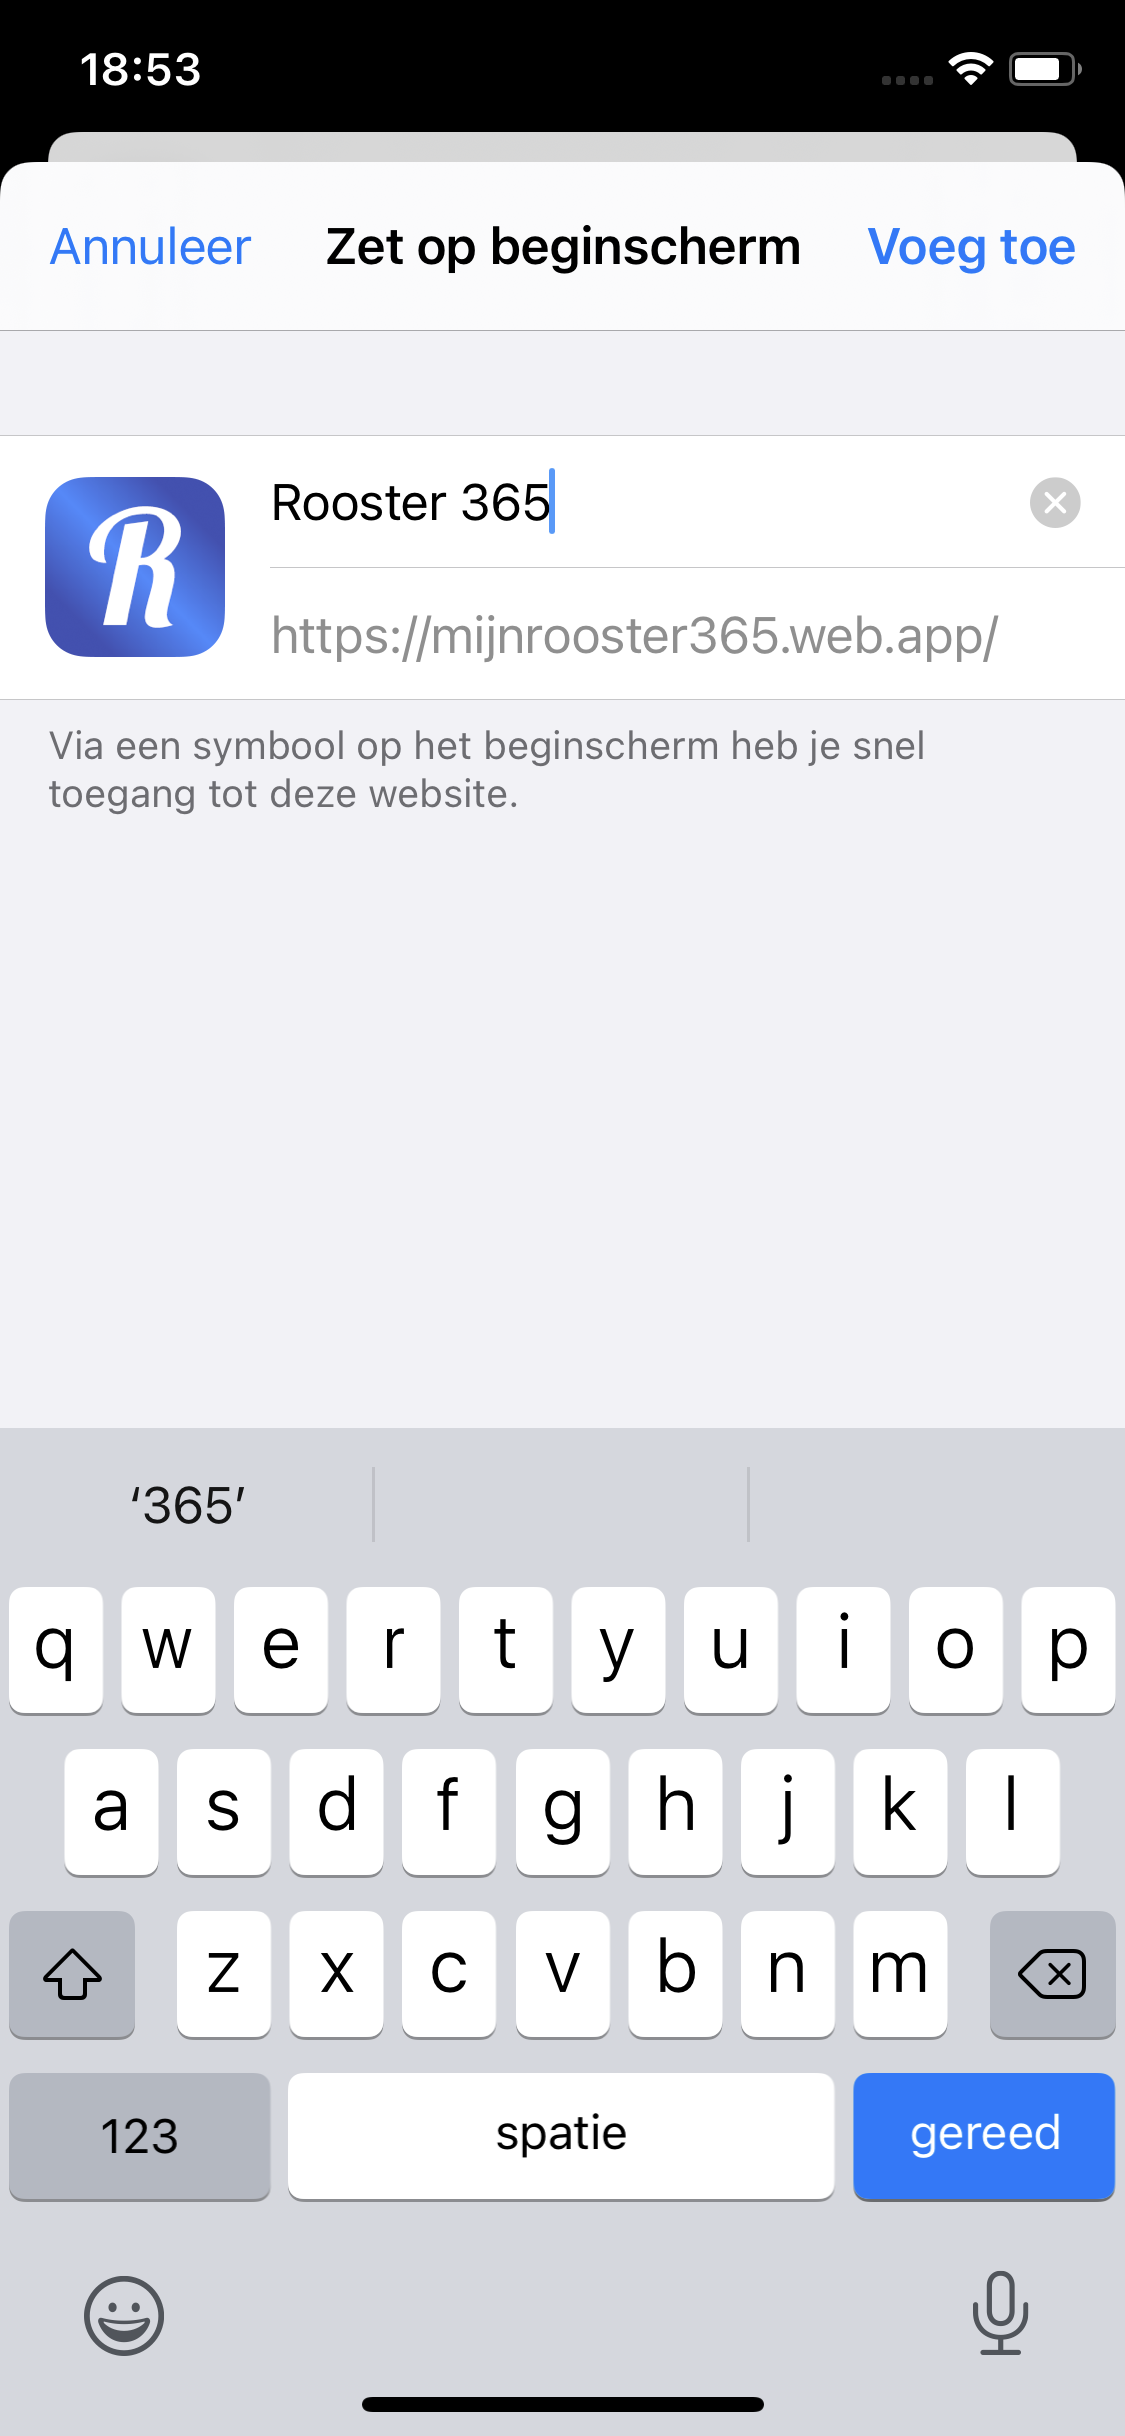 18:53
Annuleer Zet op beginscherm Voeg toe
R
Rooster 365
https://mijnrooster365.web.app/
Via een symbool op het beginscherm heb je snel
toegang tot deze website.
‘365’
q w e r t y u i o p
a s d f g h j k l
z x c v b n m
123 spatie gereed